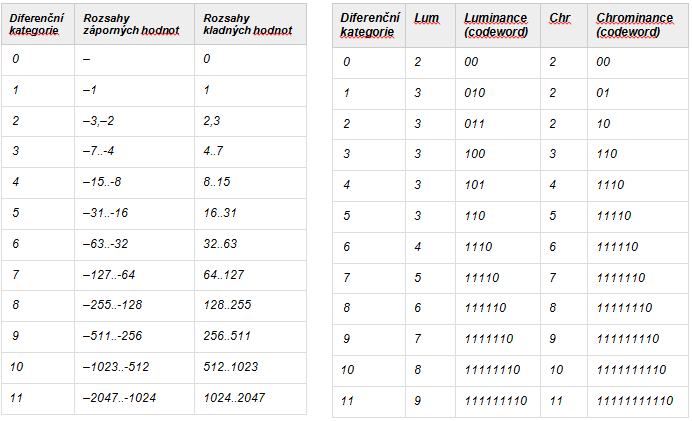 Diferenční Rozsahy Rozsahy
kategorie záporných hodnot kladných hodnot
0 – 0
1 –1 1
2 –3,–2 2,3
3 –7..-4 4..7
4 –15..-8 8..15
5 –31..-16 16..31
6 –63..-32 32..63
7 –127..-64 64..127
8 –255..-128 128..255
9 –511..-256 256..511
10 –1023..-512 512..1023
11 –2047..-1024 1024..2047
Diferenční Lum Luminance Chr Chrominance
kategorie (codeword) (codeword)
0 2 00 2 00
1 3 010 2 01
2 3 011 2 10
3 3 100 3 110
4 3 101 4 1110
5 3 110 5 11110
6 4 1110 6 111110
7 5 11110 7 1111110
8 6 111110 8 11111110
9 7 1111110 9 111111110
10 8 11111110 10 1111111110
11 9 111111110 11 11111111110